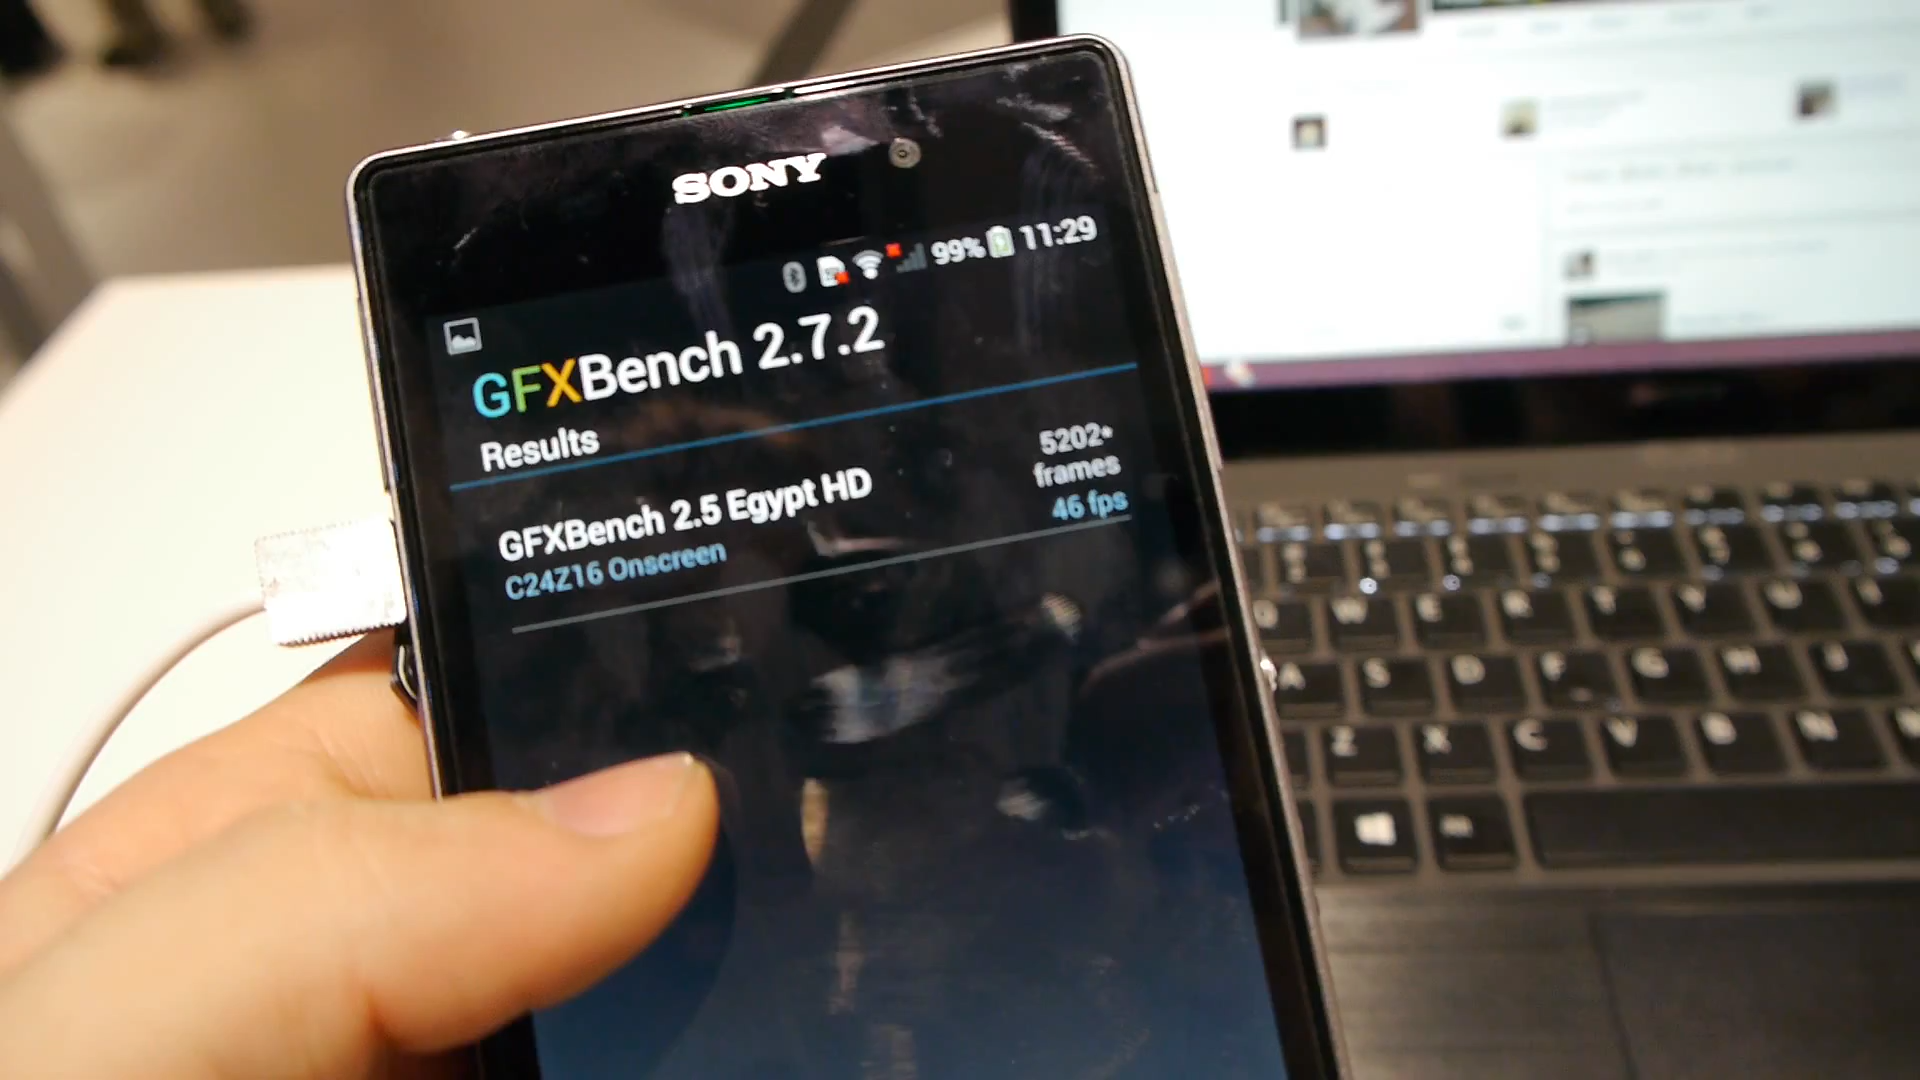 SONY
99% 11:29
GFXBench 2.7.2
Results
GFXBench 2.5 Egypt HD
C24Z16 Onscreen
5202*
frames
46 fps
W E R T Y U I
A S D F G H J
Z X C V B N